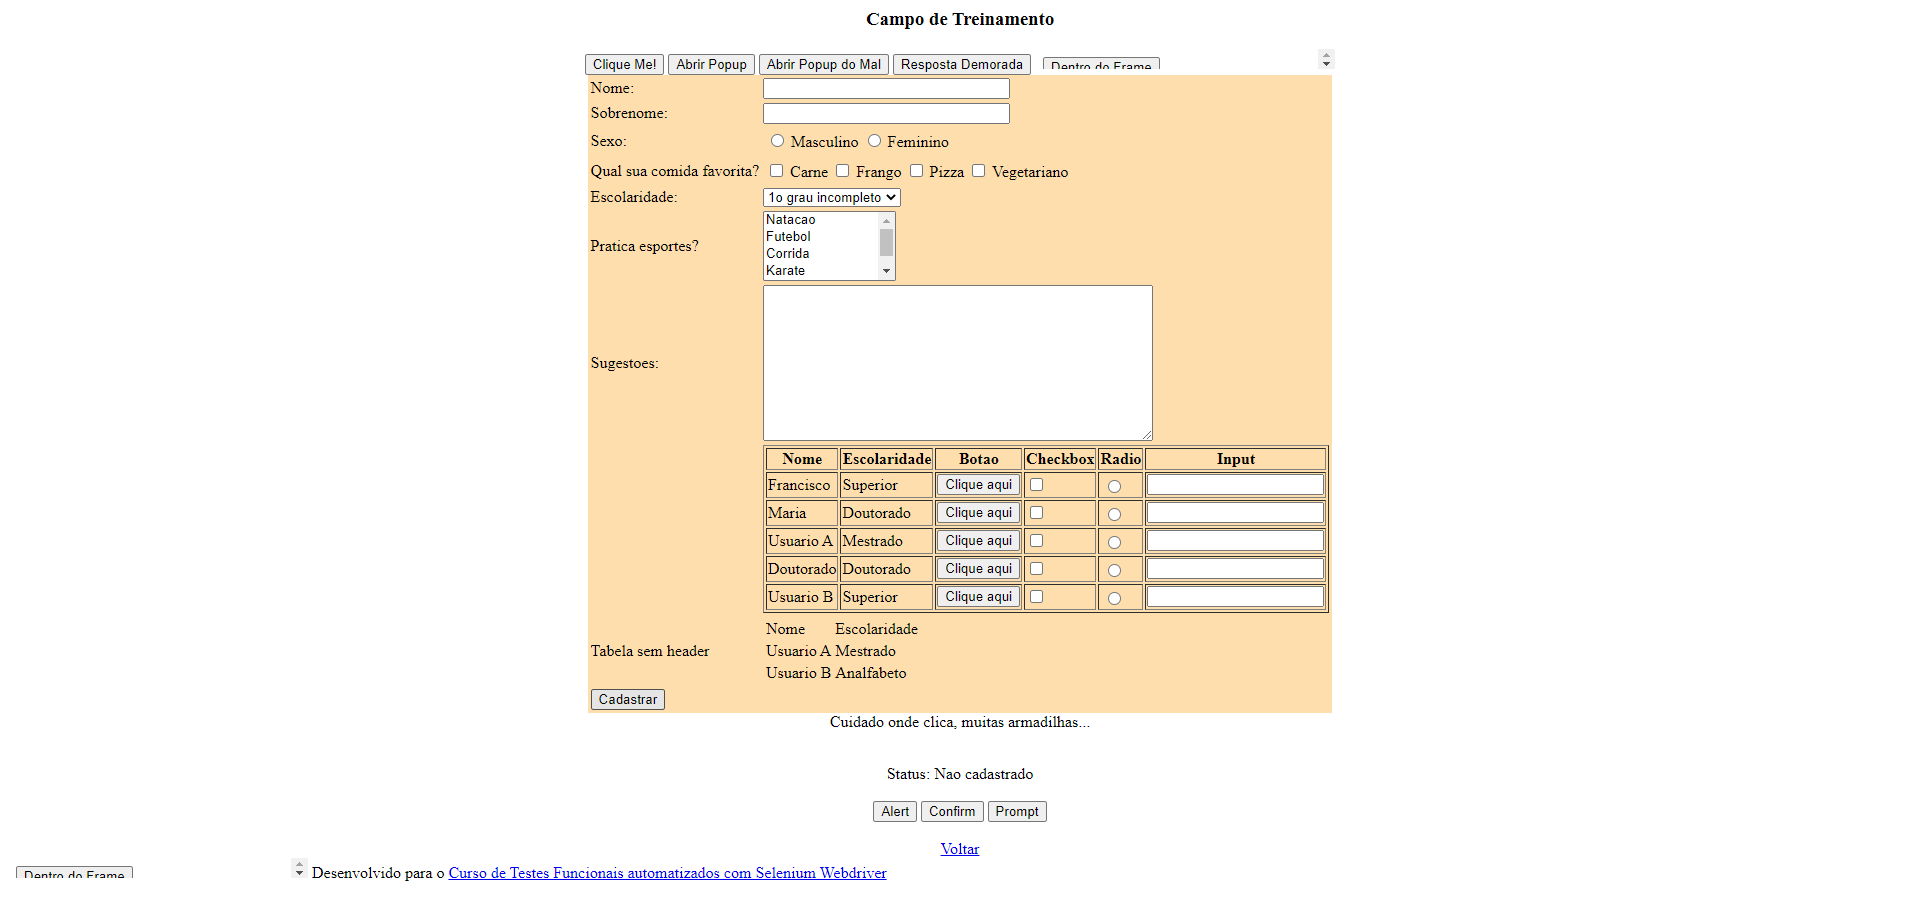 Campo de Treinamento
Clique Me! Abrir Popup Abrir Popup do Mal Resposta Demorada Dentro do Frame
Nome:
Sobrenome:
Sexo: Masculino Feminino
Qual sua comida favorita? Carne Frango Pizza Vegetariano
Escolaridade: 1o grau incompleto
Natacao
Futebol
Pratica esportes?
Corrida
Karate
Sugestoes:
Nome Escolaridade Botao Checkbox Radio Input
Francisco Superior Clique aqui
Maria Doutorado Clique aqui
Usuario A Mestrado Clique aqui
Doutorado Doutorado Clique aqui
Usuario B Superior Clique aqui
Nome Escolaridade
Tabela sem header Usuario A Mestrado
Usuario B Analfabeto
Cadastrar
Cuidado onde clica, muitas armadilhas...
Status: Nao cadastrado
Alert Confirm Prompt
Voltar
Dentro do Frame Desenvolvido para o Curso de Testes Funcionais automatizados com Selenium Webdriver